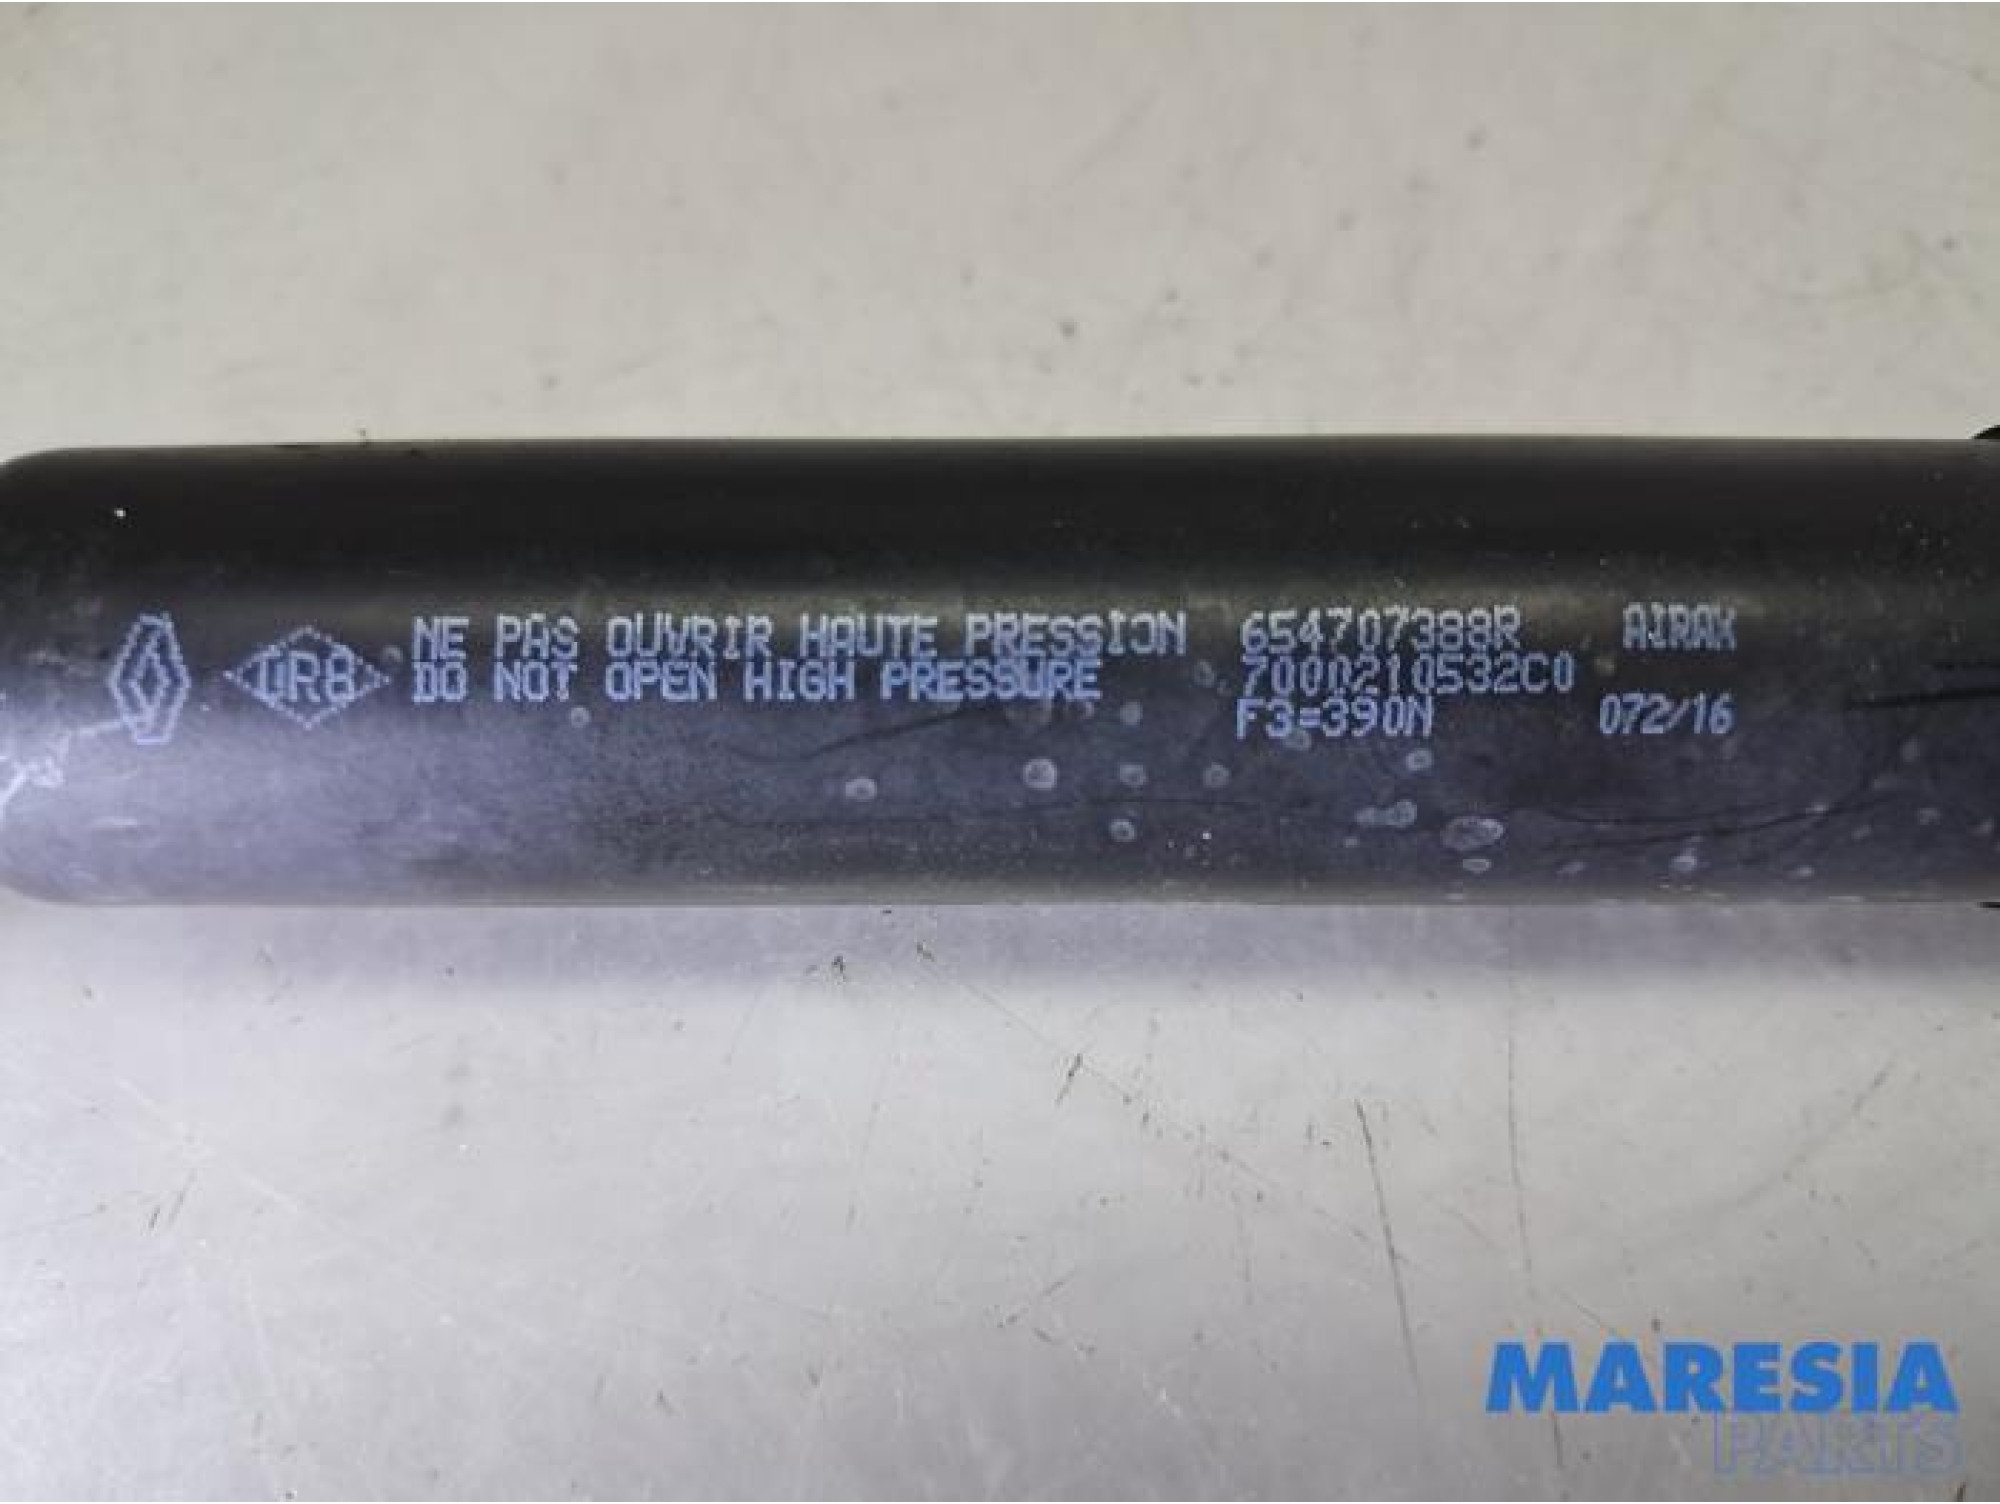 NE PAS OUVRIR HAUTE PRESSION 654707388R AIRAX
DO NOT OPEN HIGH PRESSURE 7000210532C0
F3=390N 072/16
MARESIA
PARTS